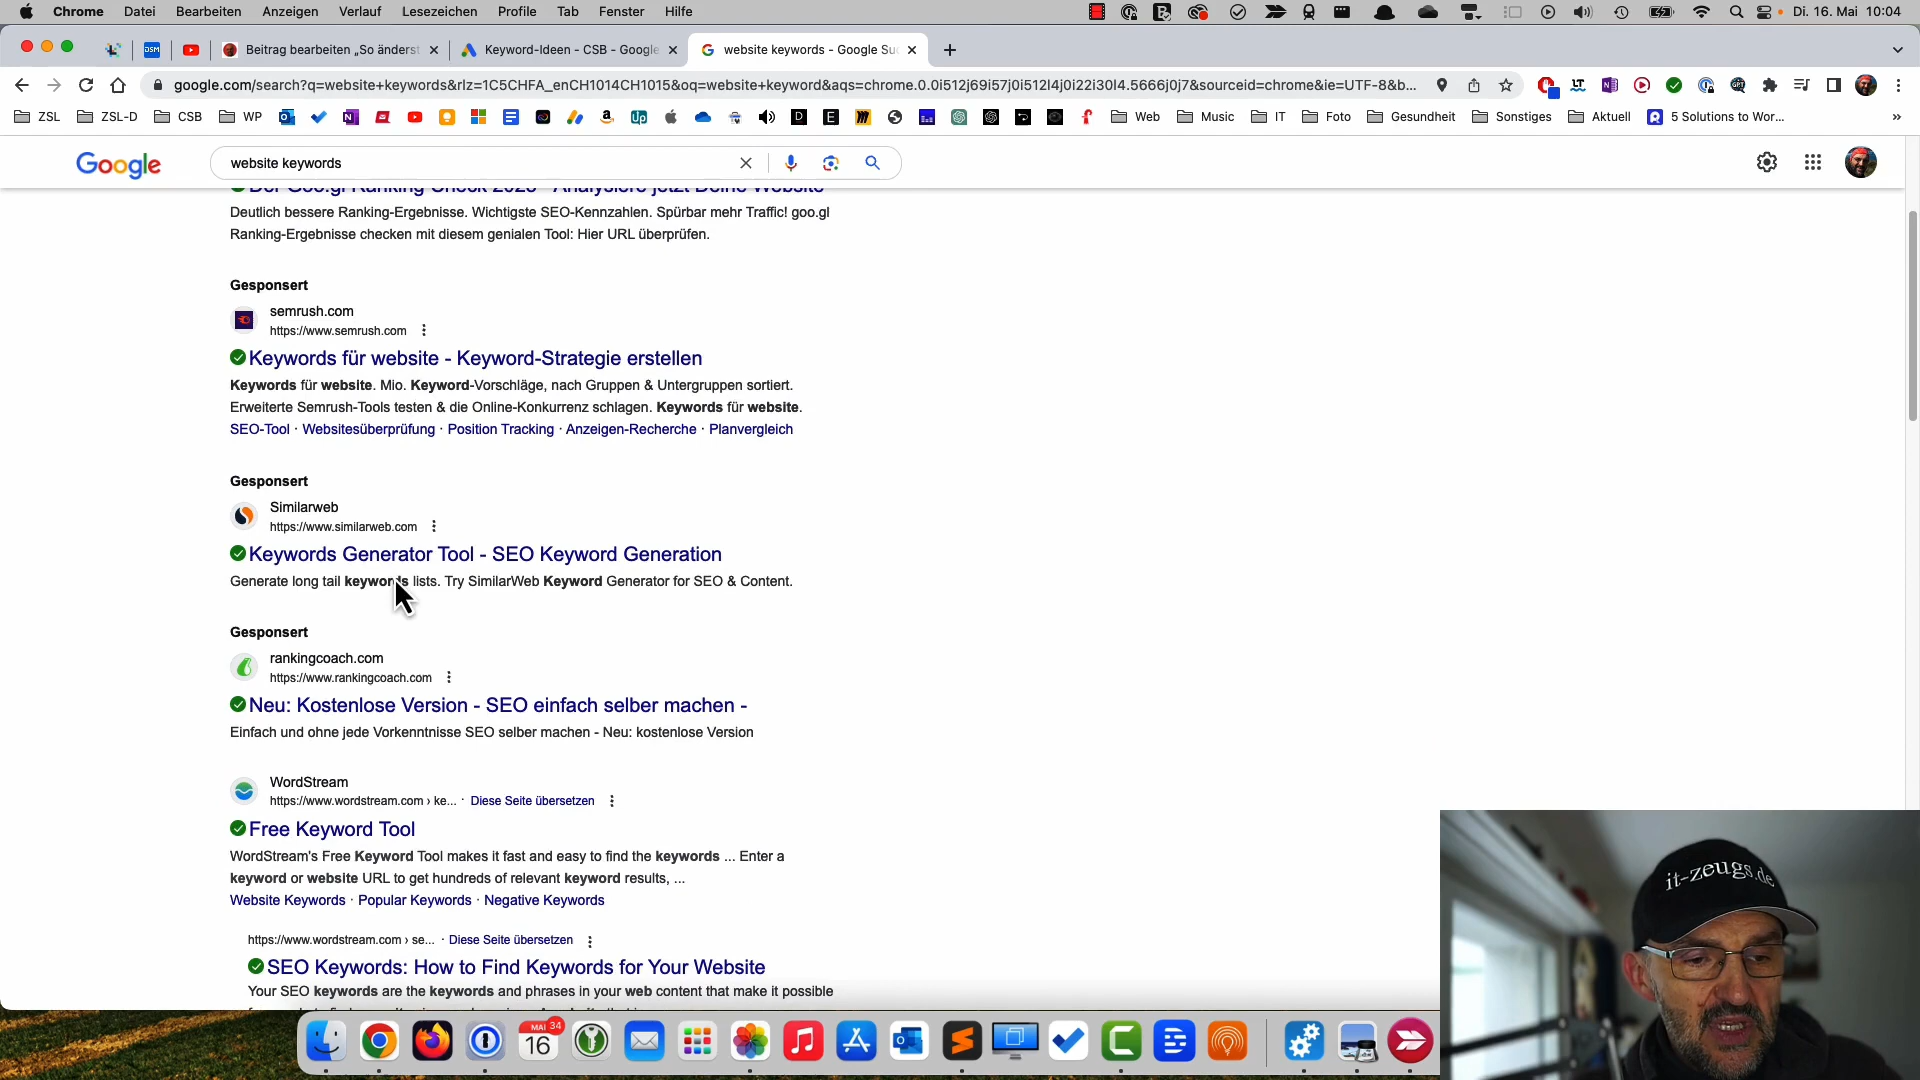 Chrome Datei Bearbeiten Anzeigen Verlauf Lesezeichen Profile Tab Fenster Hilfe Di. 16. Mai 10:04
DSM Beitrag bearbeiten „So änderst Keyword-Ideen - CSB - Google website keywords - Google Suc
google.com/search?q=website+keywords&rlz=1C5CHFA_enCH1014CH1015&oq=website+keyword&aqs=chrome.0.0i512j69i57j0i512l4j0i22i30l4.5666j0j7&sourceid=chrome&ie=UTF-8&b...
ZSL ZSL-D CSB WP Web Music IT Foto Gesundheit Sonstiges Aktuell 5 Solutions to Wor... »
Google website keywords
Der Goo.gl Ranking Check 2023 - Analysiere jetzt Deine Website
Deutlich bessere Ranking-Ergebnisse. Wichtigste SEO-Kennzahlen. Spürbar mehr Traffic! goo.gl
Ranking-Ergebnisse checken mit diesem genialen Tool: Hier URL überprüfen.
Gesponsert
semrush.com
https://www.semrush.com
Keywords für website - Keyword-Strategie erstellen
Keywords für website. Mio. Keyword-Vorschläge, nach Gruppen & Untergruppen sortiert.
Erweiterte Semrush-Tools testen & die Online-Konkurrenz schlagen. Keywords für website.
SEO-Tool · Websitesüberprüfung · Position Tracking · Anzeigen-Recherche · Planvergleich
Gesponsert
Similarweb
https://www.similarweb.com
Keywords Generator Tool - SEO Keyword Generation
Generate long tail keywords lists. Try SimilarWeb Keyword Generator for SEO & Content.
Gesponsert
rankingcoach.com
https://www.rankingcoach.com
Neu: Kostenlose Version - SEO einfach selber machen -
Einfach und ohne jede Vorkenntnisse SEO selber machen - Neu: kostenlose Version
WordStream
https://www.wordstream.com › ke... · Diese Seite übersetzen
Free Keyword Tool
WordStream's Free Keyword Tool makes it fast and easy to find the keywords ... Enter a
keyword or website URL to get hundreds of relevant keyword results, ...
Website Keywords · Popular Keywords · Negative Keywords
https://www.wordstream.com › se... · Diese Seite übersetzen
SEO Keywords: How to Find Keywords for Your Website
Your SEO keywords are the keywords and phrases in your web content that make it possible
it-zeugs.de
MAI 34
16